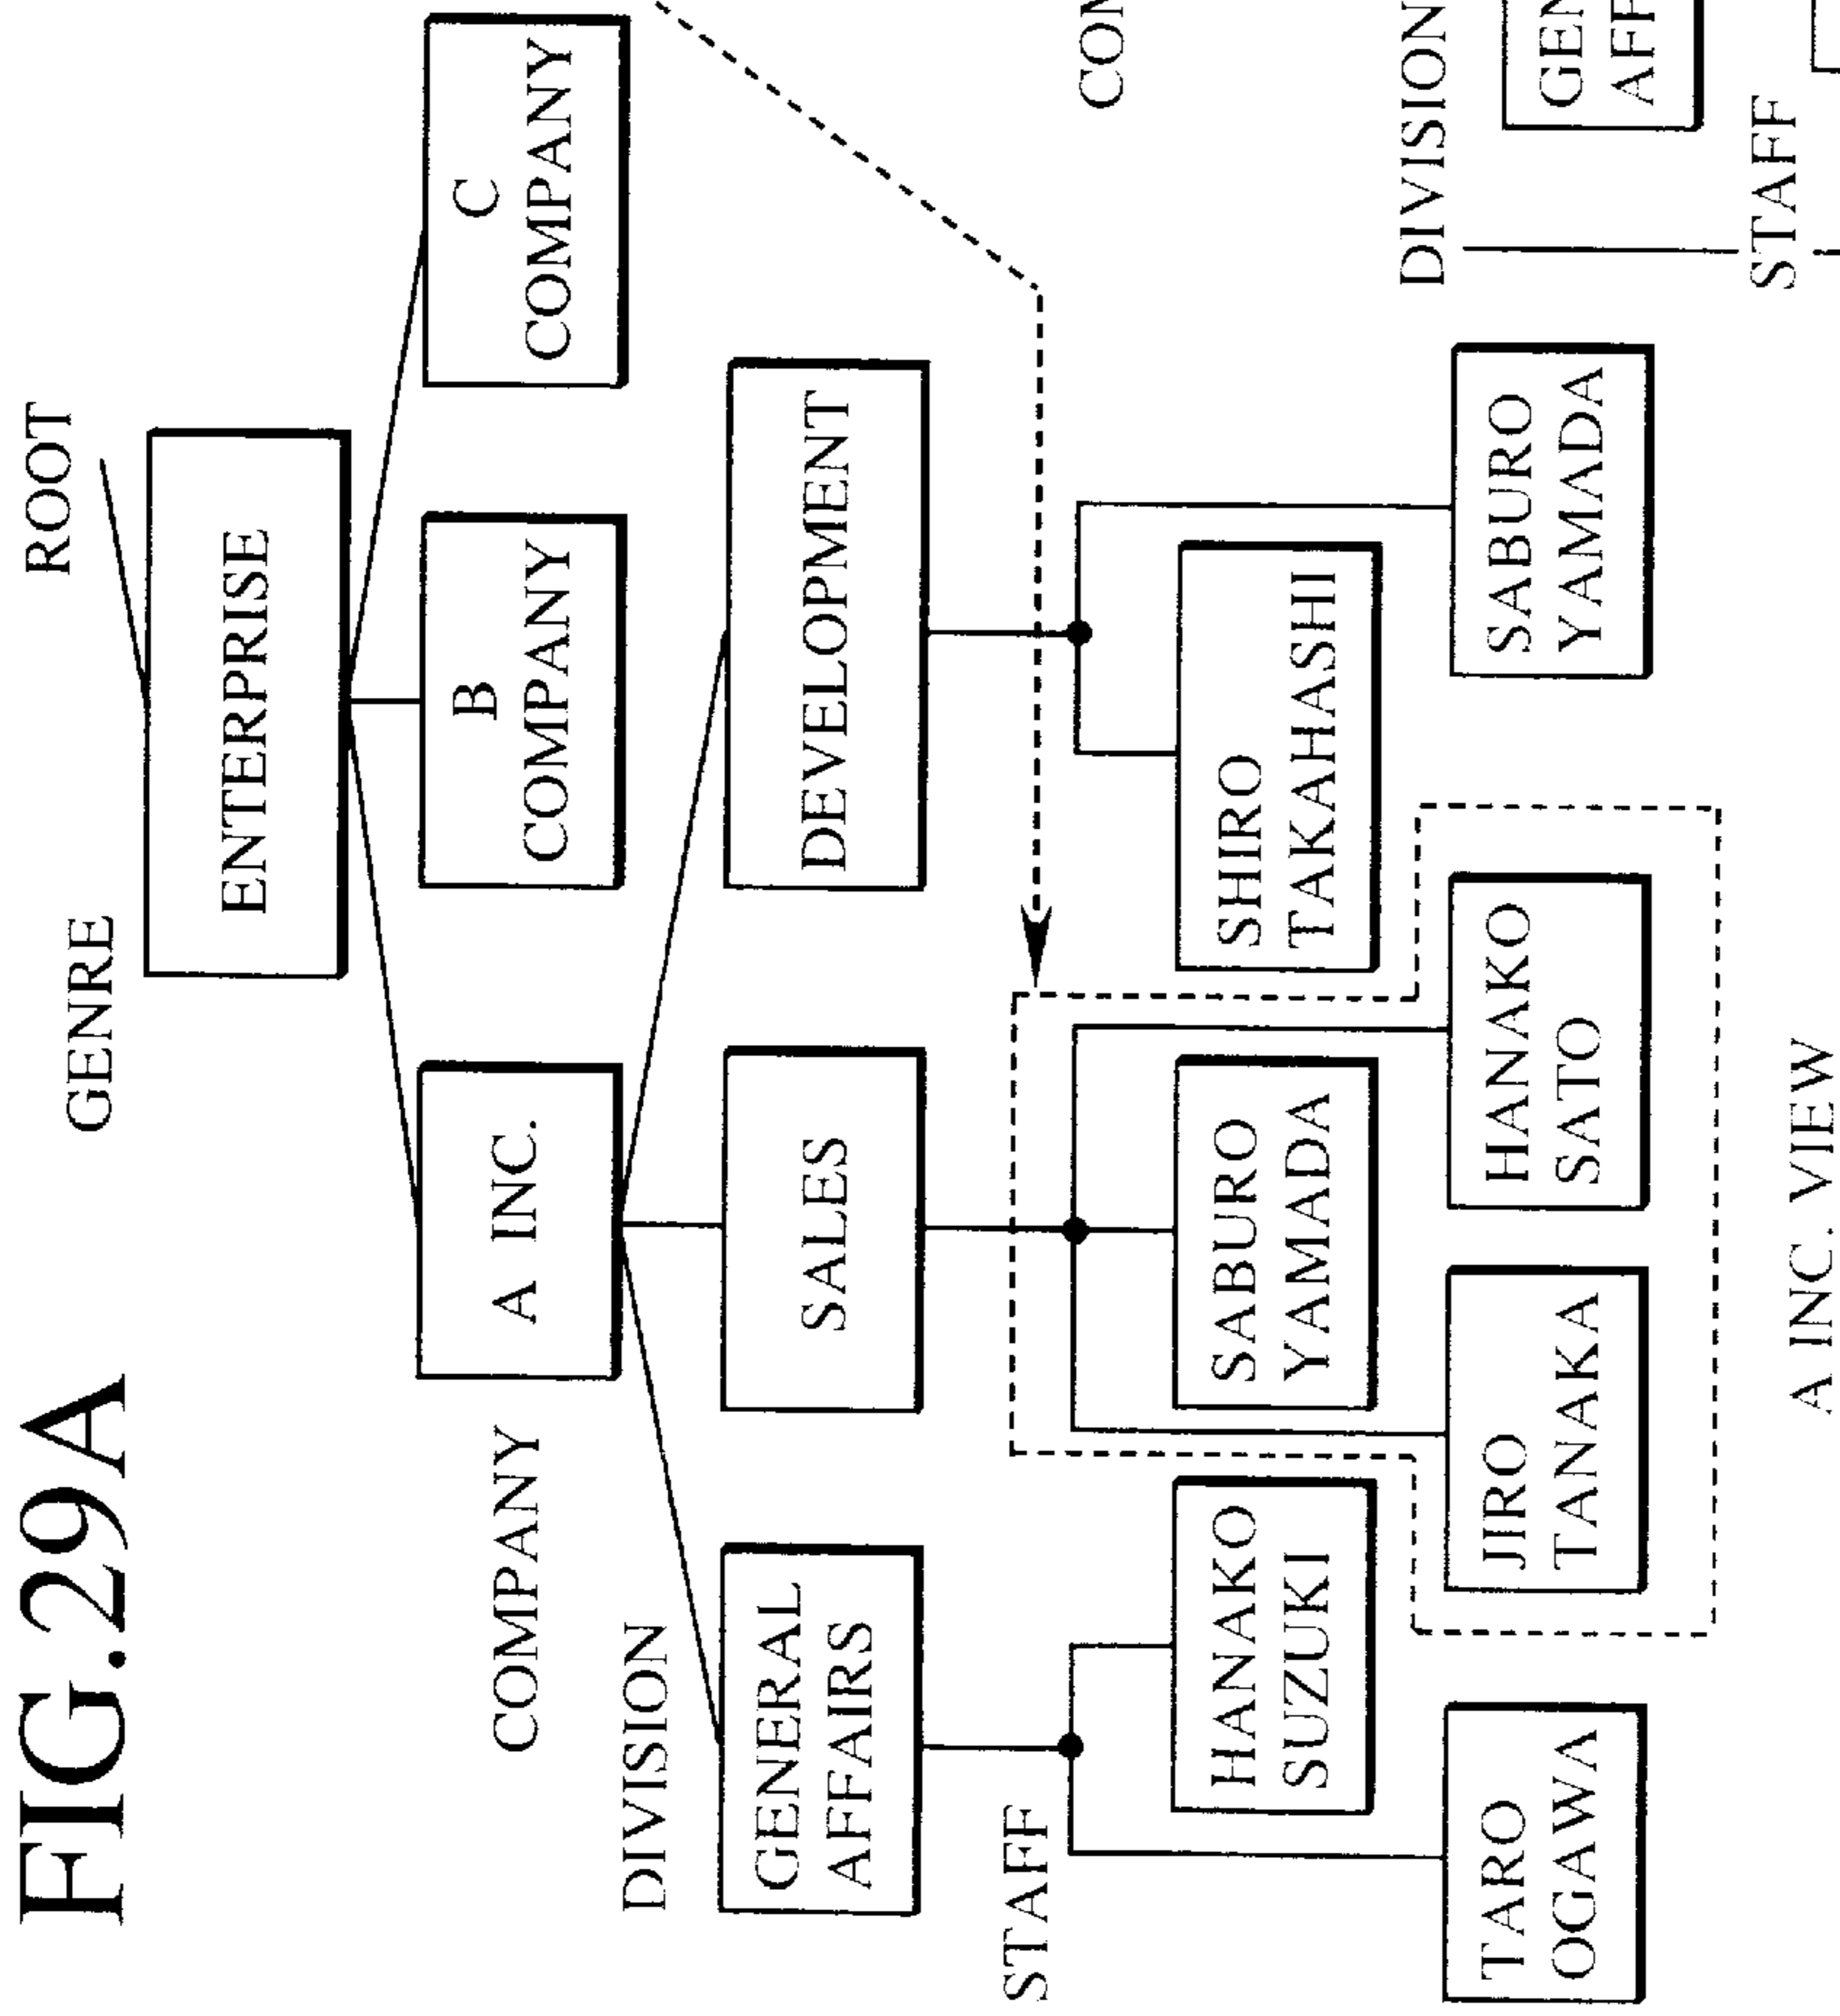 FIG.29A
ROOT
GENRE
ENTERPRISE
COMPANY
A INC.
B
COMPANY
C
COMPANY
DIVISION
GENERAL
AFFAIRS
SALES
DEVELOPMENT
STAFF
HANAKO
SUZUKI
SABURO
YAMADA
SHIRO
TAKAHASHI
TARO
OGAWA
JIRO
TANAKA
HANAKO
SATO
SABURO
YAMADA
A INC. VIEW
DIVISION
STAFF